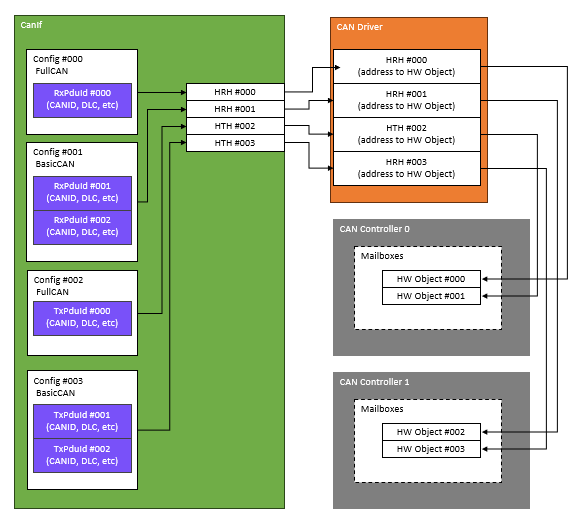 CanIf
Config #000
FullCAN
RxPduId #000
(CANID, DLC, etc)
Config #001
BasicCAN
RxPduId #001
(CANID, DLC, etc)
RxPduId #002
(CANID, DLC, etc)
Config #002
FullCAN
TxPduId #000
(CANID, DLC, etc)
Config #003
BasicCAN
TxPduId #001
(CANID, DLC, etc)
TxPduId #002
(CANID, DLC, etc)
HRH #000
HRH #001
HTH #002
HTH #003
CAN Driver
HRH #000
(address to HW Object)
HRH #001
(address to HW Object)
HTH #002
(address to HW Object)
HRH #003
(address to HW Object)
CAN Controller 0
Mailboxes
HW Object #000
HW Object #001
CAN Controller 1
Mailboxes
HW Object #002
HW Object #003